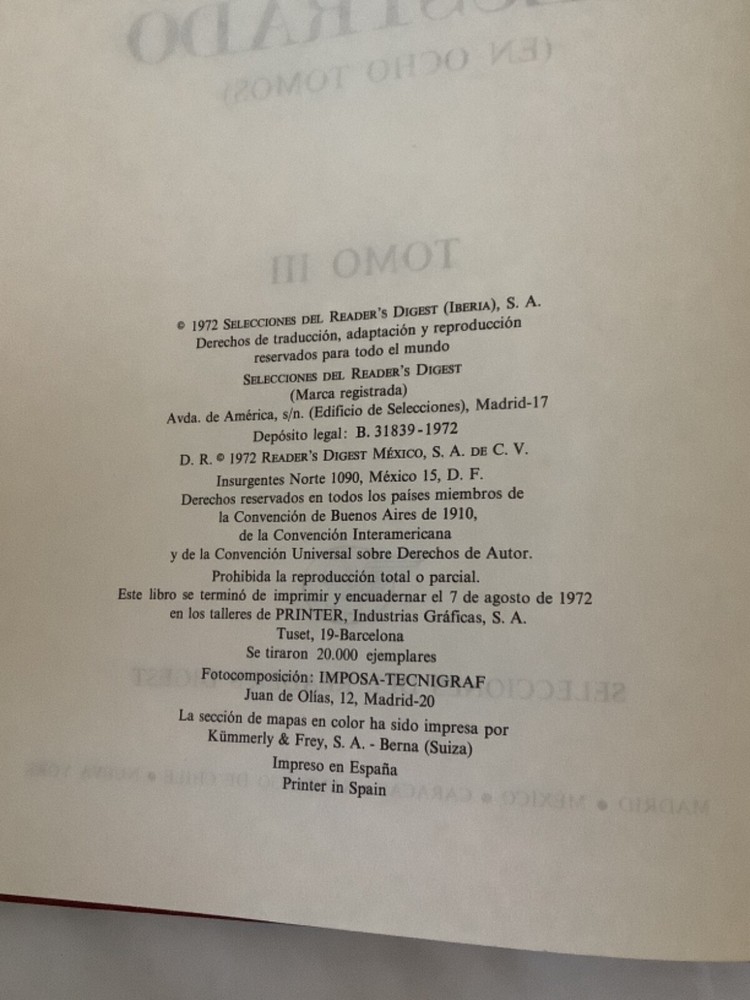 © 1972 Selecciones del Reader's Digest (Iberia), S. A.
Derechos de traducción, adaptación y reproducción
reservados para todo el mundo
Selecciones del Reader's Digest
(Marca registrada)
Avda. de América, s/n. (Edificio de Selecciones), Madrid-17
Depósito legal: B. 31839-1972
D. R. © 1972 Reader's Digest México, S. A. de C. V.
Insurgentes Norte 1090, México 15, D. F.
Derechos reservados en todos los países miembros de
la Convención de Buenos Aires de 1910,
de la Convención Interamericana
y de la Convención Universal sobre Derechos de Autor.
Prohibida la reproducción total o parcial.
Este libro se terminó de imprimir y encuadernar el 7 de agosto de 1972
en los talleres de PRINTER, Industrias Gráficas, S. A.
Tuset, 19-Barcelona
Se tiraron 20.000 ejemplares
Fotocomposición: IMPOSA-TECNIGRAF
Juan de Olías, 12, Madrid-20
La sección de mapas en color ha sido impresa por
Kümmerly & Frey, S. A. - Berna (Suiza)
Impreso en España
Printer in Spain